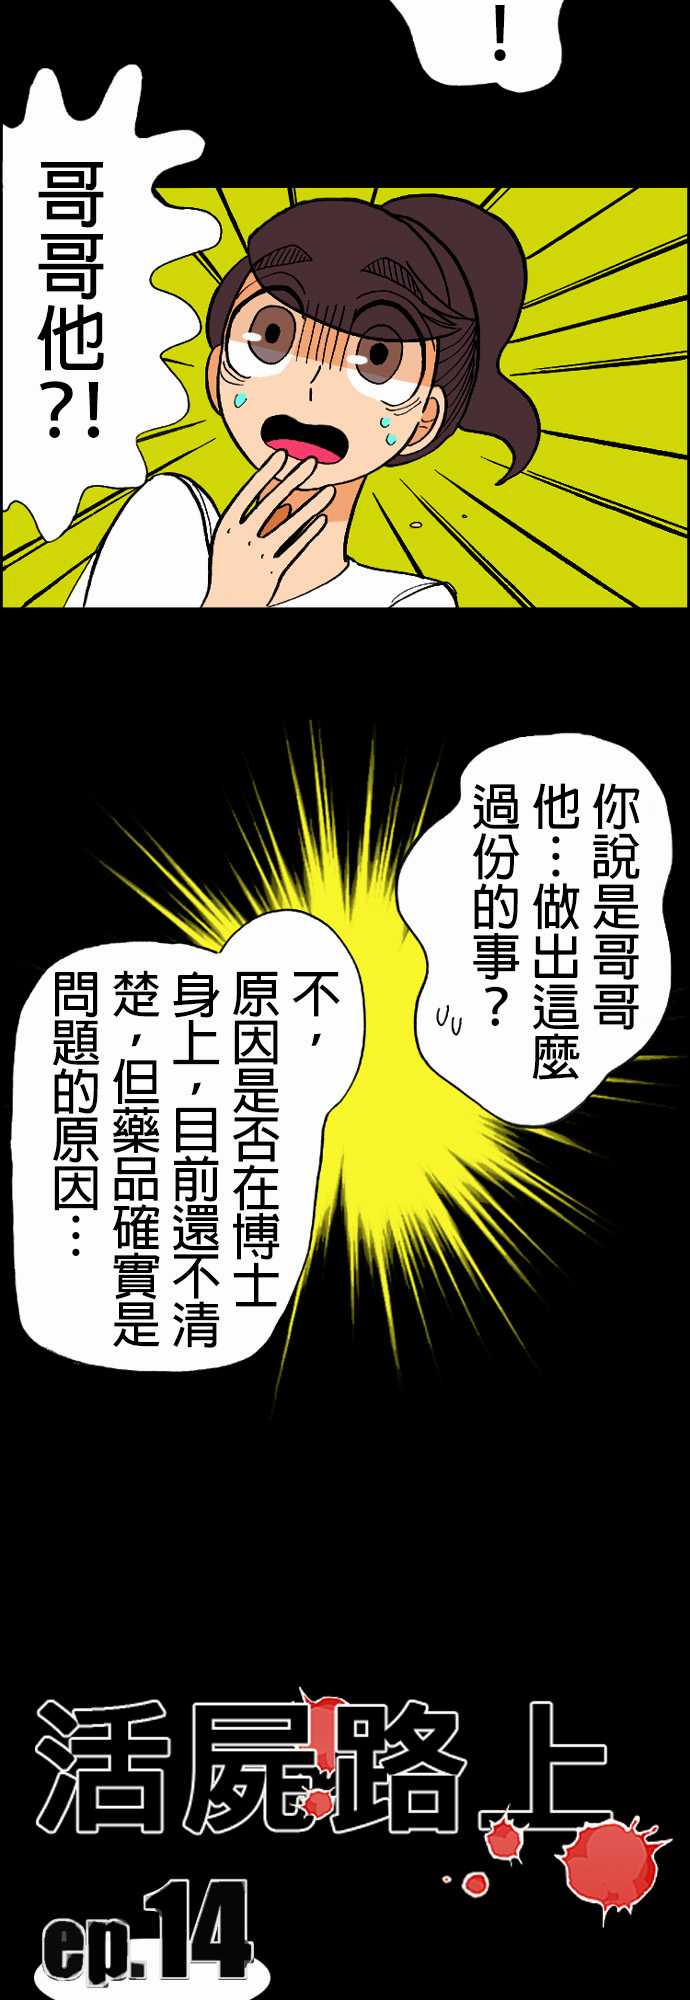 ！
哥哥他？！
你說是哥哥
他⋯做出這麼
過份的事？
不，
原因是否在博士
身上，目前還不清
楚，但藥品確實是
問題的原因⋯
活屍路上
ep.14